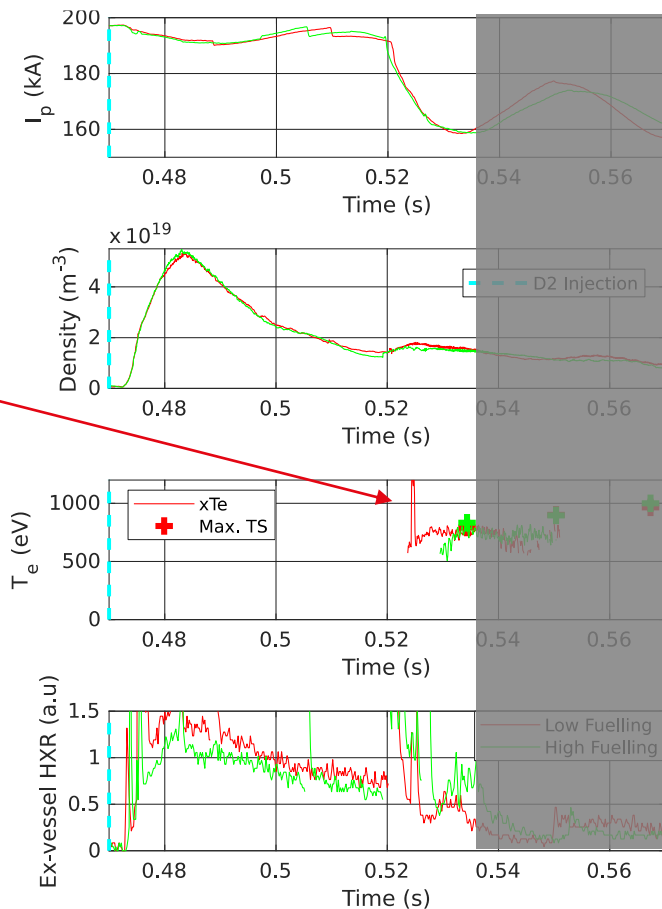 200
180
160
I_p (kA)
0.48 0.5 0.52 0.54 0.56
Time (s)
x 10^19
4
2
0
Density (m^-3)
D2 Injection
0.48 0.5 0.52 0.54 0.56
Time (s)
1000
500
0
T_e (eV)
xTe
Max. TS
0.48 0.5 0.52 0.54 0.56
Time (s)
1.5
1
0.5
0
Ex-vessel HXR (a.u)
Low Fuelling
High Fuelling
0.48 0.5 0.52 0.54 0.56
Time (s)